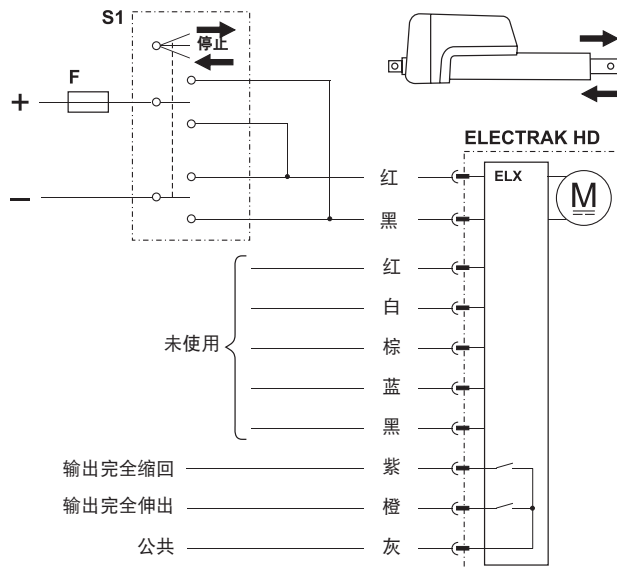 S1
停止
F
+
−
ELECTRAK HD
ELX
M
红
黑
未使用
红
白
棕
蓝
黑
输出完全缩回 紫
输出完全伸出 橙
公共 灰